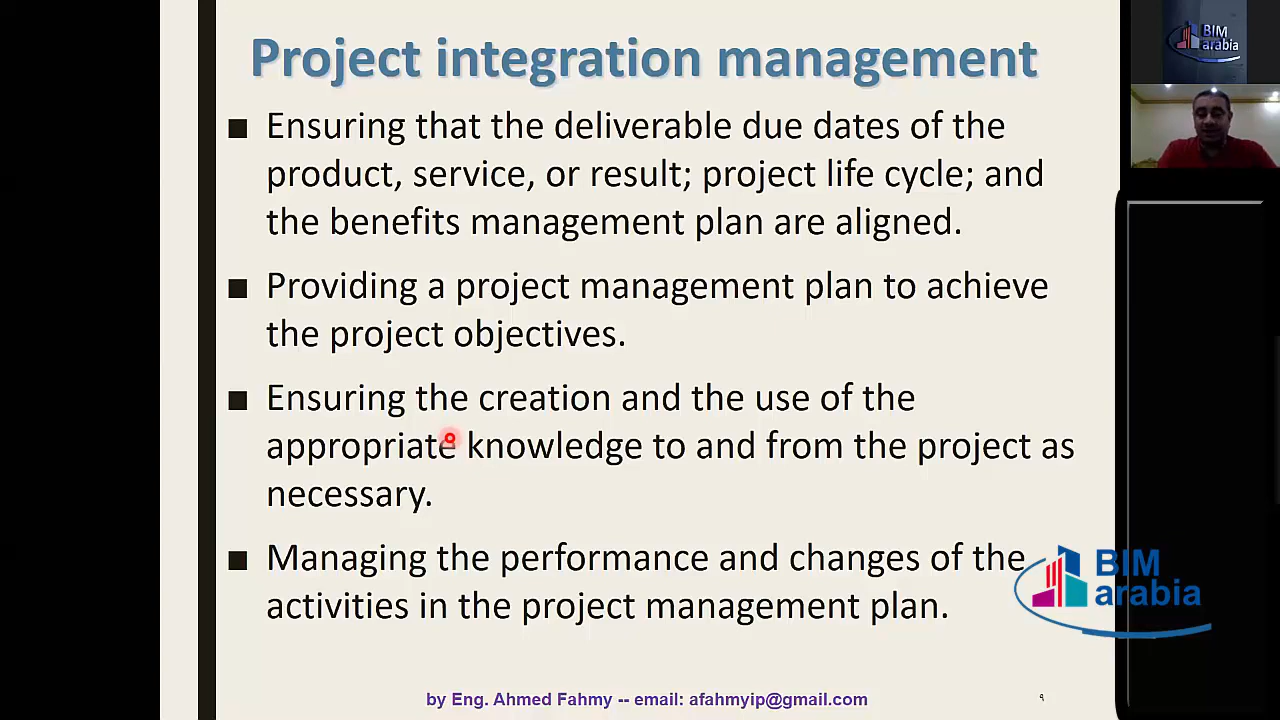 Project integration management
■ Ensuring that the deliverable due dates of the
product, service, or result; project life cycle; and
the benefits management plan are aligned.
■ Providing a project management plan to achieve
the project objectives.
■ Ensuring the creation and the use of the
appropriate knowledge to and from the project as
necessary.
■ Managing the performance and changes of the
activities in the project management plan.
by Eng. Ahmed Fahmy -- email: afahmyip@gmail.com
٩
BIM
arabia
BIM
arabia